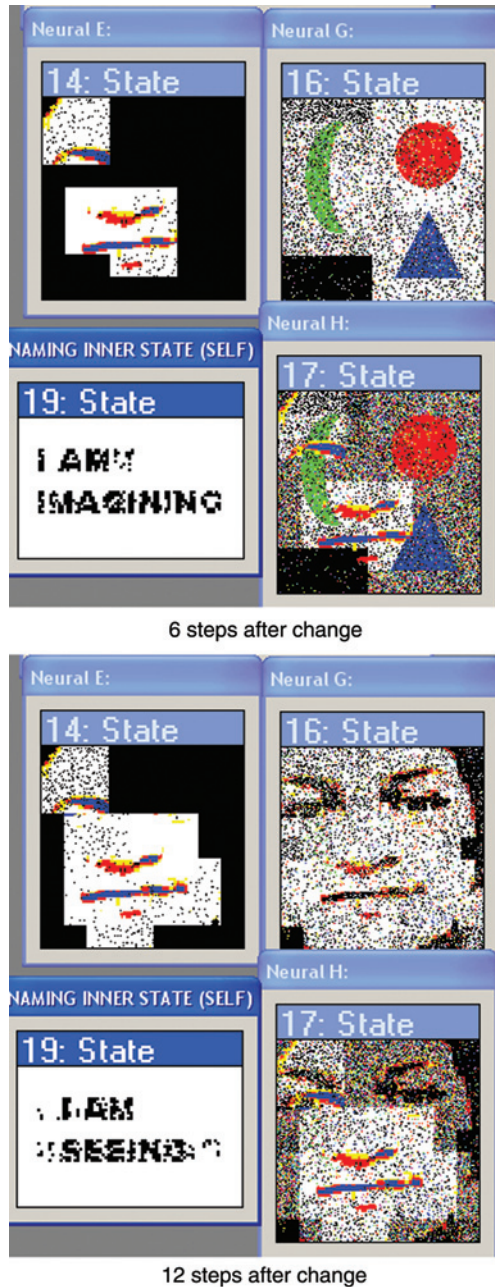 Neural E:
Neural G:
14: State
16: State
Neural H:
NAMING INNER STATE (SELF)
17: State
19: State
I AM
IMAGINING
6 steps after change
Neural E:
Neural G:
14: State
16: State
Neural H:
NAMING INNER STATE (SELF)
17: State
19: State
I AM
SEEING
12 steps after change